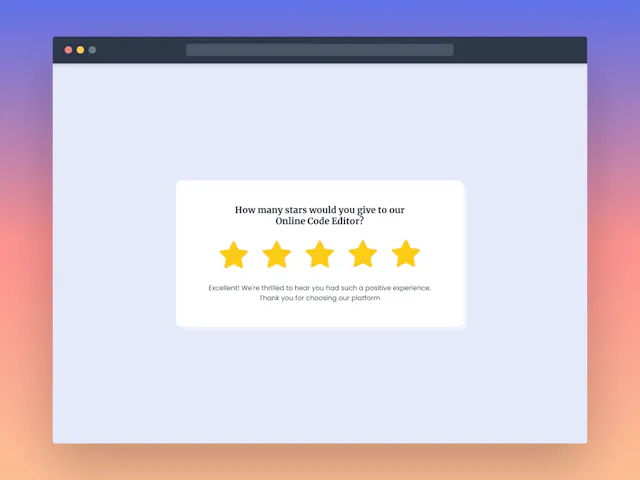 How many stars would you give to our
Online Code Editor?
Excellent! We're thrilled to hear you had such a positive experience.
Thank you for choosing our platform